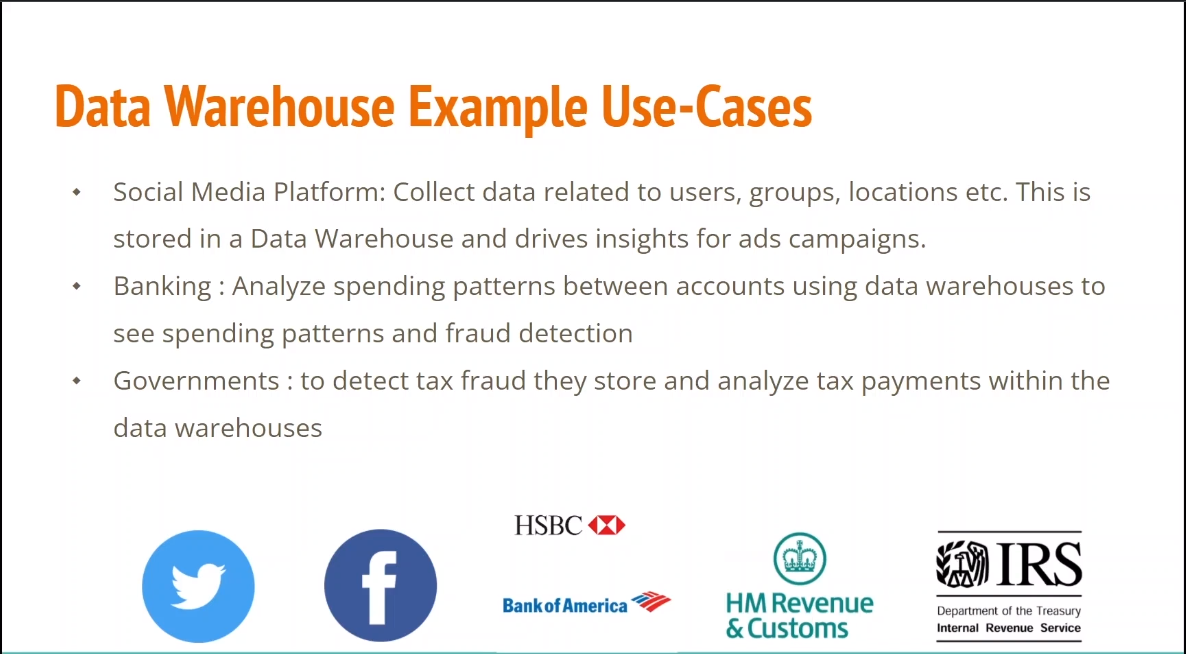 Data Warehouse Example Use-Cases
Social Media Platform: Collect data related to users, groups, locations etc. This is
stored in a Data Warehouse and drives insights for ads campaigns.
Banking : Analyze spending patterns between accounts using data warehouses to
see spending patterns and fraud detection
Governments : to detect tax fraud they store and analyze tax payments within the
data warehouses
HSBC
Bank of America
HM Revenue
& Customs
IRS
Department of the Treasury
Internal Revenue Service